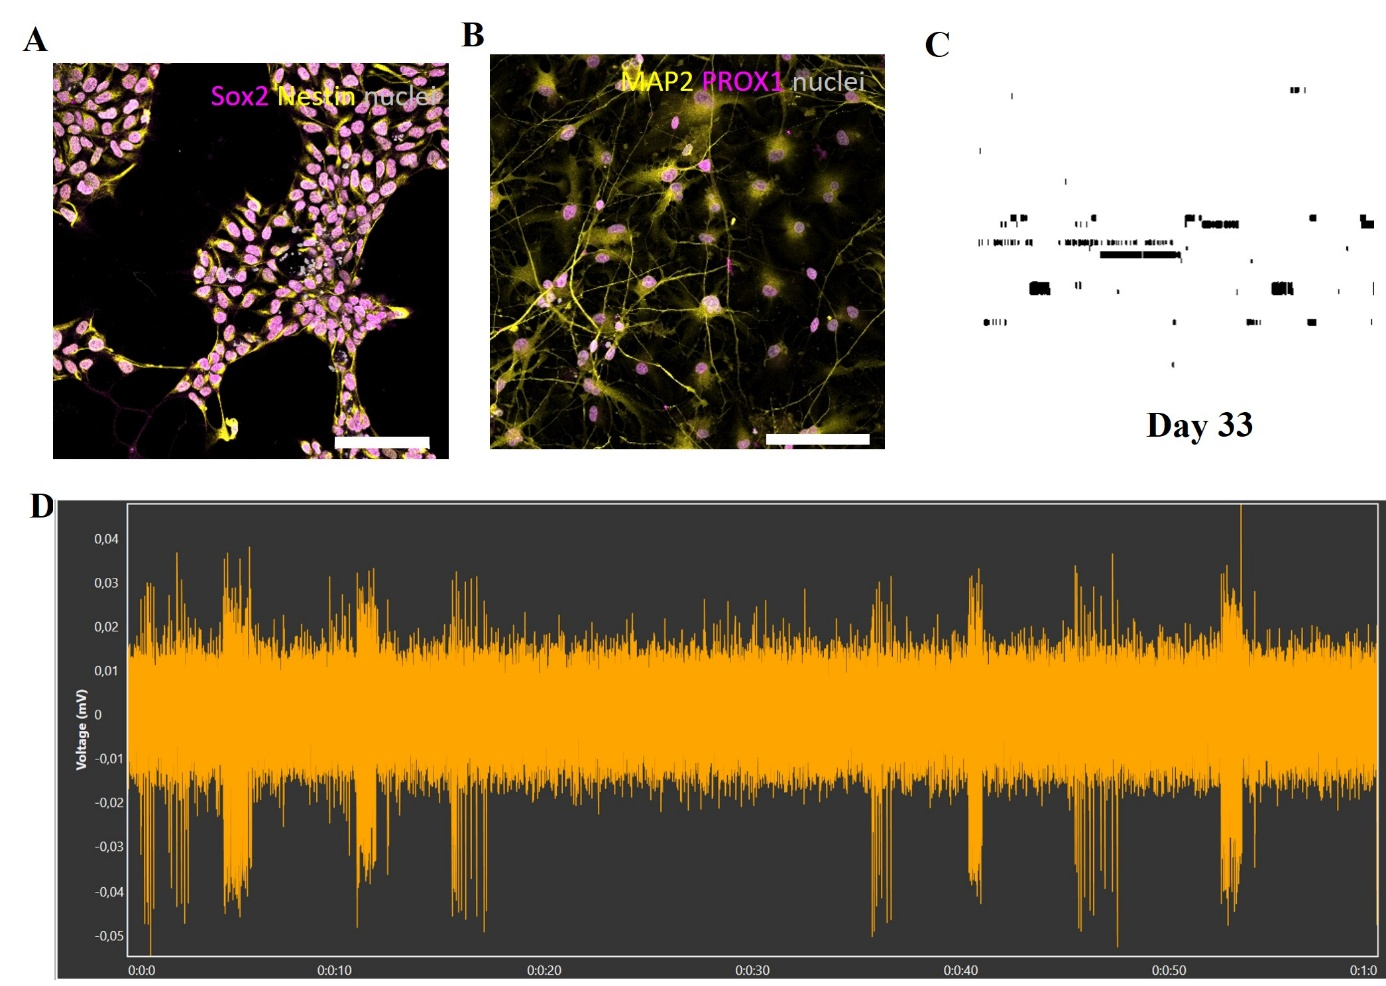 A
B
C
Sox2 Nestin nuclei
MAP2 PROX1 nuclei
Day 33
D
0,04
0,03
0,02
0,01
0
-0,01
-0,02
-0,03
-0,04
-0,05
Voltage (mV)
0:0:0 0:0:10 0:0:20 0:0:30 0:0:40 0:0:50 0:1:0